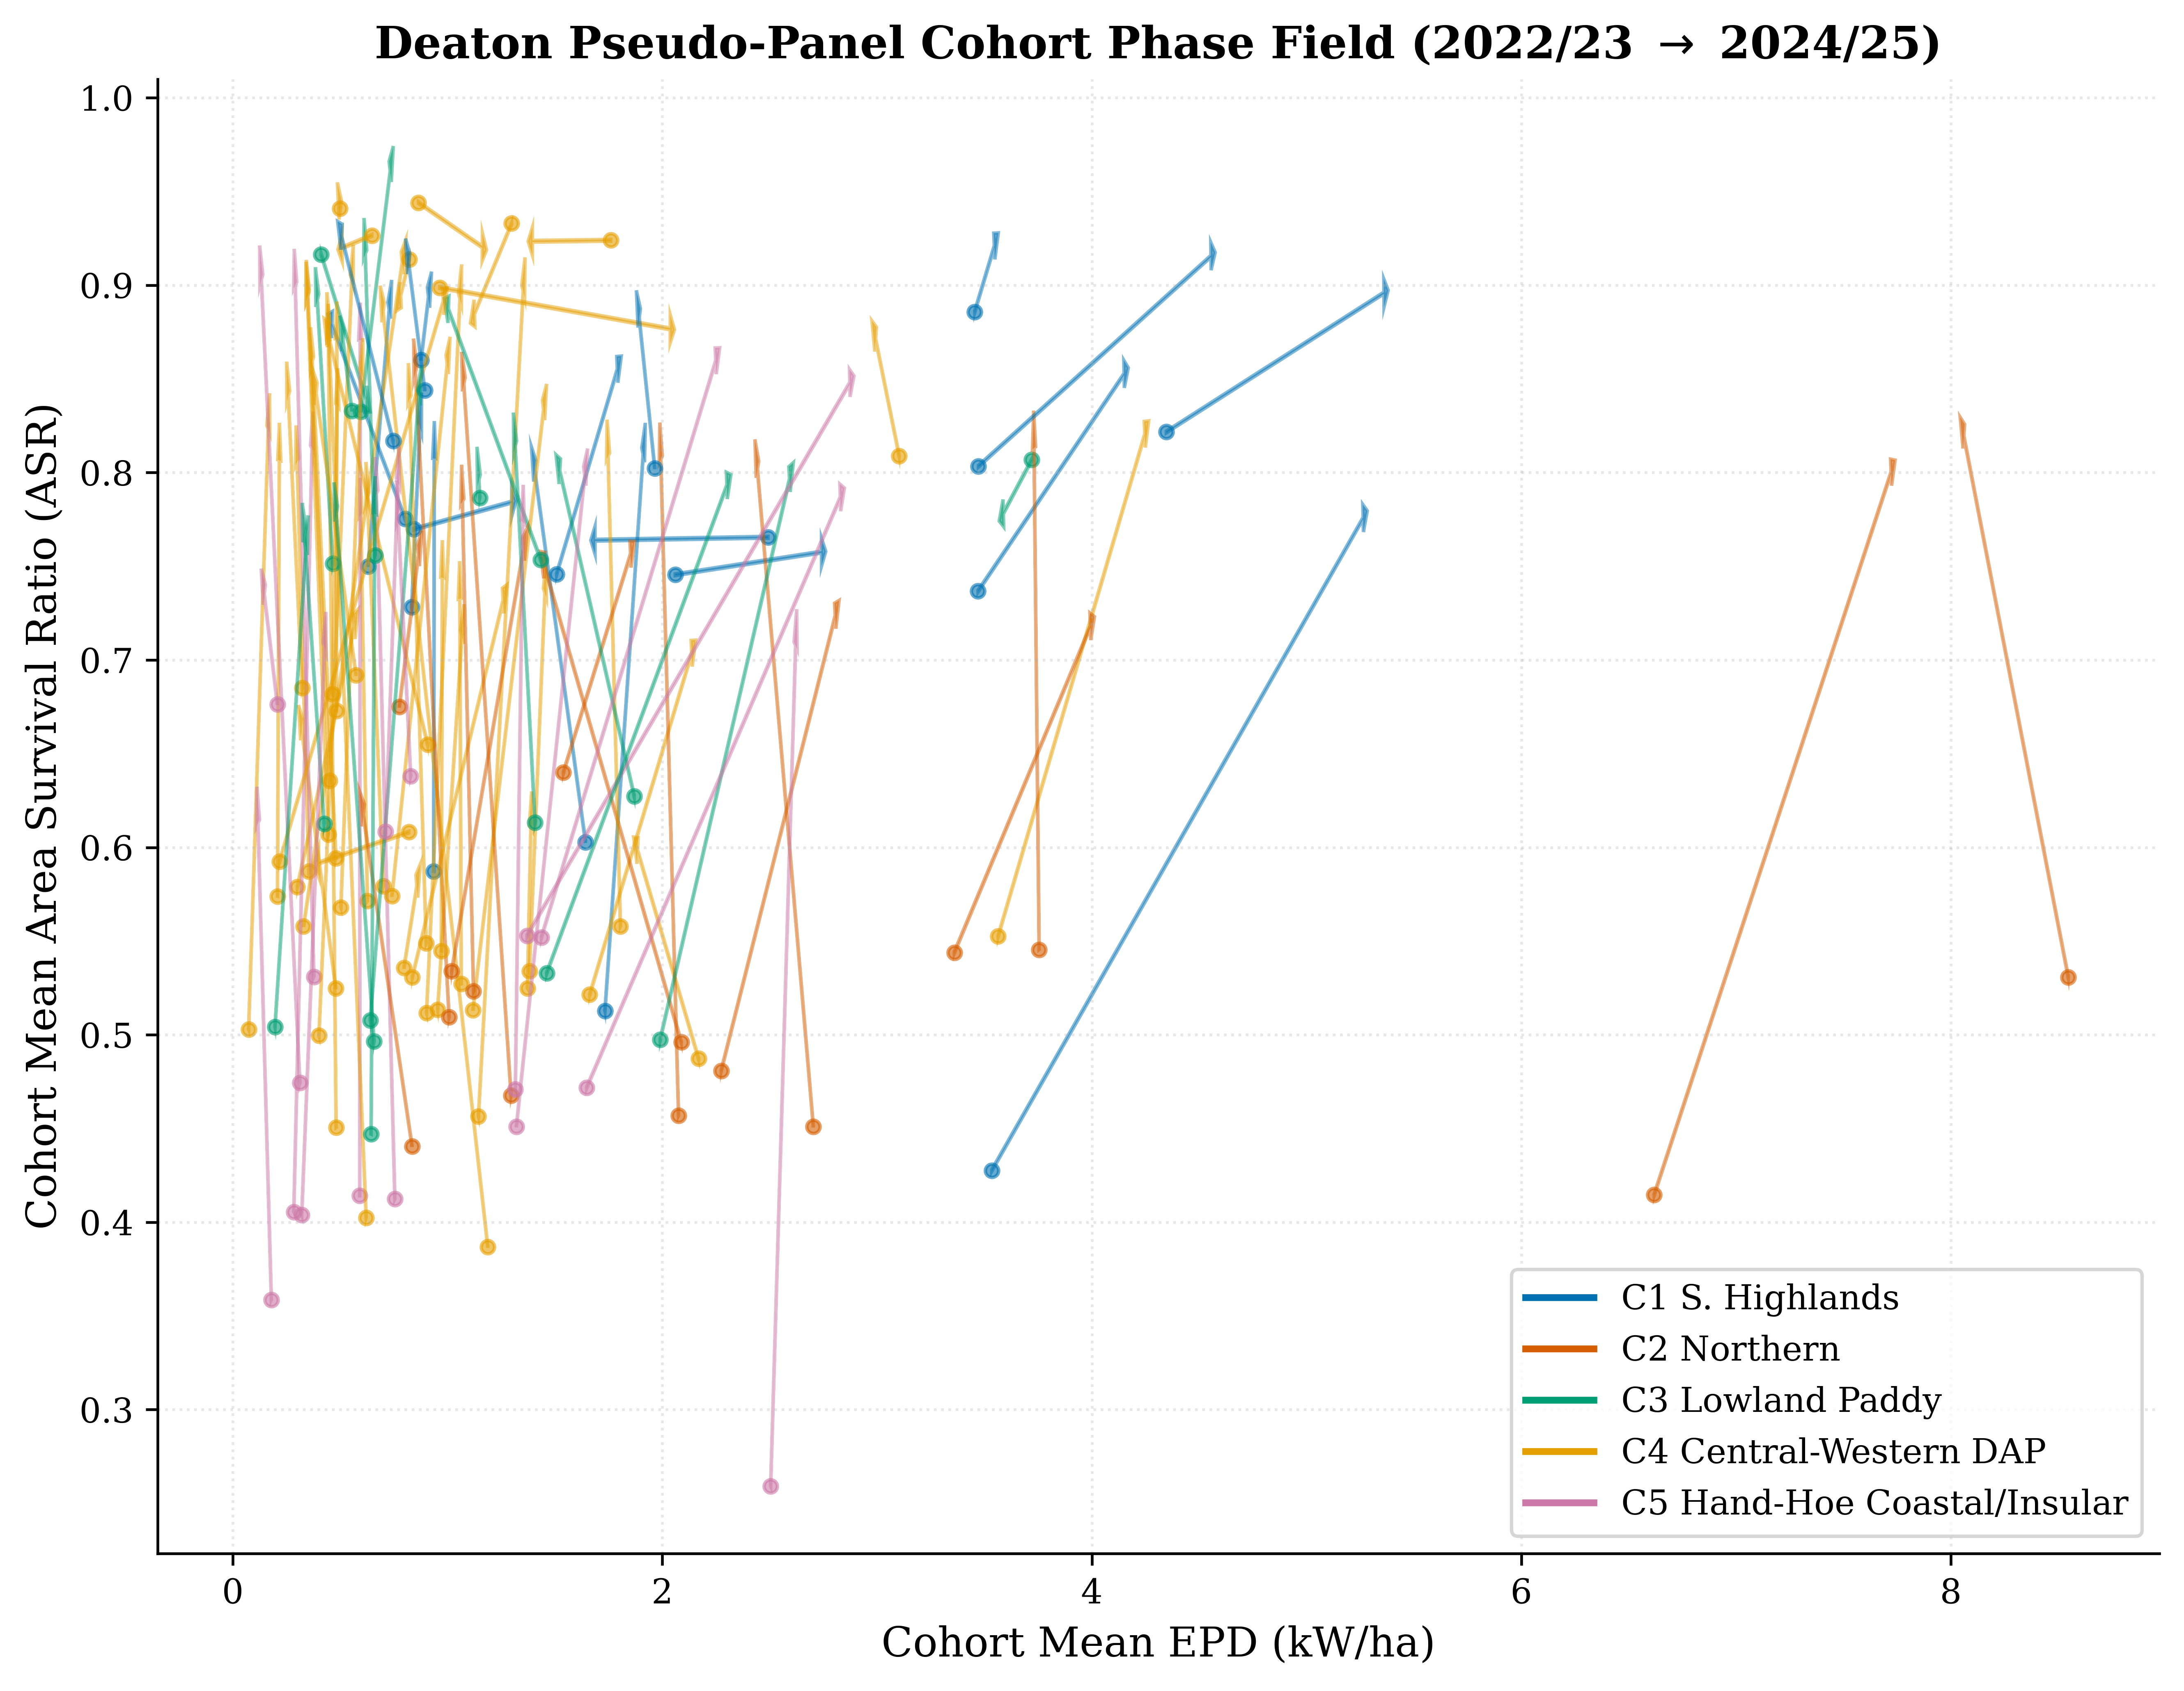 Deaton Pseudo-Panel Cohort Phase Field (2022/23 → 2024/25)
Cohort Mean Area Survival Ratio (ASR)
1.0
0.9
0.8
0.7
0.6
0.5
0.4
0.3
0
2
4
6
8
Cohort Mean EPD (kW/ha)
C1 S. Highlands
C2 Northern
C3 Lowland Paddy
C4 Central-Western DAP
C5 Hand-Hoe Coastal/Insular